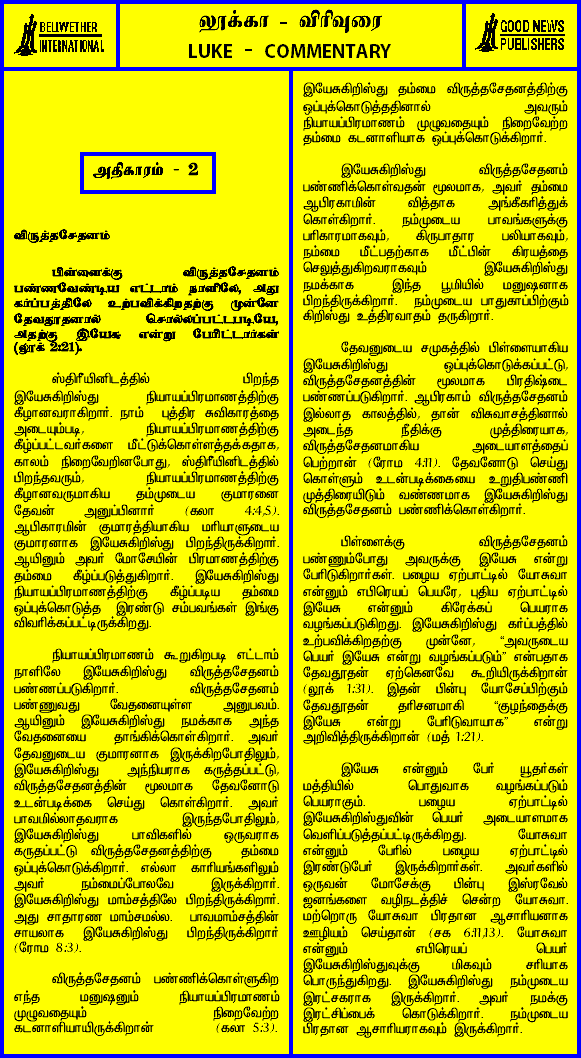 BELLWETHER
INTERNATIONAL
லூக்கா - விரிவுரை
LUKE - COMMENTARY
GOOD NEWS
PUBLISHERS
அதிகாரம் - 2
விருத்தசேதனம்
பிள்ளைக்கு விருத்தசேதனம்
பண்ணவேண்டிய எட்டாம் நாளிலே, அது
கர்ப்பத்திலே உற்பவிக்கிறதற்கு முன்னே
தேவதூதனால் சொல்லப்பட்டபடியே,
அதற்கு இயேசு என்று பேரிட்டார்கள்
(லூக் 2:21).
ஸ்திரீயினிடத்தில் பிறந்த
இயேசுகிறிஸ்து நியாயப்பிரமாணத்திற்கு
கீழானவராகிறார். நாம் புத்திர சுவிகாரத்தை
அடையும்படி, நியாயப்பிரமாணத்திற்கு
கீழ்ப்பட்டவர்களை மீட்டுக்கொள்ளத்தக்கதாக,
காலம் நிறைவேறினபோது, ஸ்திரீயினிடத்தில்
பிறந்தவரும், நியாயப்பிரமாணத்திற்கு
கீழானவருமாகிய தம்முடைய குமாரனை
தேவன் அனுப்பினார் (கலா 4:4,5).
ஆபிகாரமின் குமாரத்தியாகிய மரியாளுடைய
குமாரனாக இயேசுகிறிஸ்து பிறந்திருக்கிறார்.
ஆயினும் அவர் மோசேயின் பிரமாணத்திற்கு
தம்மை கீழ்ப்படுத்துகிறார். இயேசுகிறிஸ்து
நியாயப்பிரமாணத்திற்கு கீழ்ப்படிய தம்மை
ஒப்புக்கொடுத்த இரண்டு சம்பவங்கள் இங்கு
விவரிக்கப்பட்டிருக்கிறது.
நியாயப்பிரமாணம் கூறுகிறபடி எட்டாம்
நாளிலே இயேசுகிறிஸ்து விருத்தசேதனம்
பண்ணப்படுகிறார். விருத்தசேதனம்
பண்ணுவது வேதனையுள்ள அனுபவம்.
ஆயினும் இயேசுகிறிஸ்து நமக்காக அந்த
வேதனையை தாங்கிக்கொள்கிறார். அவர்
தேவனுடைய குமாரனாக இருக்கிறபோதிலும்,
இயேசுகிறிஸ்து அந்நியராக கருத்தப்பட்டு,
விருத்தசேதனத்தின் மூலமாக தேவனோடு
உடன்படிக்கை செய்து கொள்கிறார். அவர்
பாவமில்லாதவராக இருந்தபோதிலும்,
இயேசுகிறிஸ்து பாவிகளில் ஒருவராக
கருதப்பட்டு விருத்தசேதனத்திற்கு தம்மை
ஒப்புக்கொடுக்கிறார். எல்லா காரியங்களிலும்
அவர் நம்மைப்போலவே இருக்கிறார்.
இயேசுகிறிஸ்து மாம்சத்திலே பிறந்திருக்கிறார்.
அது சாதாரண மாம்சமல்ல. பாவமாம்சத்தின்
சாயலாக இயேசுகிறிஸ்து பிறந்திருக்கிறார்
(ரோம 8:3).
விருத்தசேதனம் பண்ணிக்கொள்ளுகிற
எந்த மனுஷனும் நியாயப்பிரமாணம்
முழுவதையும் நிறைவேற்ற
கடனாளியாயிருக்கிறான் (கலா 5:3).
இயேசுகிறிஸ்து தம்மை விருத்தசேதனத்திற்கு
ஒப்புக்கொடுத்ததினால் அவரும்
நியாயப்பிரமாணம் முழுவதையும் நிறைவேற்ற
தம்மை கடனாளியாக ஒப்புக்கொடுக்கிறார்.
இயேசுகிறிஸ்து விருத்தசேதனம்
பண்ணிக்கொள்வதன் மூலமாக, அவர் தம்மை
ஆபிரகாமின் வித்தாக அங்கீகரித்துக்
கொள்கிறார். நம்முடைய பாவங்களுக்கு
பரிகாரமாகவும், கிருபாதார பலியாகவும்,
நம்மை மீட்பதற்காக மீட்பின் கிரயத்தை
செலுத்துகிறவராகவும் இயேசுகிறிஸ்து
நமக்காக இந்த பூமியில் மனுஷனாக
பிறந்திருக்கிறார். நம்முடைய பாதுகாப்பிற்கும்
கிறிஸ்து உத்திரவாதம் தருகிறார்.
தேவனுடைய சமுகத்தில் பிள்ளையாகிய
இயேசுகிறிஸ்து ஒப்புக்கொடுக்கப்பட்டு,
விருத்தசேதனத்தின் மூலமாக பிரதிஷ்டை
பண்ணப்படுகிறார். ஆபிரகாம் விருத்தசேதனம்
இல்லாத காலத்தில், தான் விசுவாசத்தினால்
அடைந்த நீதிக்கு முத்திரையாக,
விருத்தசேதனமாகிய அடையாளத்தைப்
பெற்றான் (ரோம 4:11). தேவனோடு செய்து
கொள்ளும் உடன்படிக்கையை உறுதிபண்ணி
முத்திரையிடும் வண்ணமாக இயேசுகிறிஸ்து
விருத்தசேதனம் பண்ணிக்கொள்கிறார்.
பிள்ளைக்கு விருத்தசேதனம்
பண்ணும்போது அவருக்கு இயேசு என்று
பேரிடுகிறார்கள். பழைய ஏற்பாட்டில் யோசுவா
என்னும் எபிரெயப் பெயரே, புதிய ஏற்பாட்டில்
இயேசு என்னும் கிரேக்கப் பெயராக
வழங்கப்படுகிறது. இயேசுகிறிஸ்து கர்ப்பத்தில்
உற்பவிக்கிறதற்கு முன்னே, “அவருடைய
பெயர் இயேசு என்று வழங்கப்படும்” என்பதாக
தேவதூதன் ஏற்கெனவே கூறியிருக்கிறான்
(லூக் 1:31). இதன் பின்பு யோசேப்பிற்கும்
தேவதூதன் தரிசனமாகி “குழந்தைக்கு
இயேசு என்று பேரிடுவாயாக” என்று
அறிவித்திருக்கிறான் (மத் 1:21).
இயேசு என்னும் பேர் யூதர்கள்
மத்தியில் பொதுவாக வழங்கப்படும்
பெயராகும். பழைய ஏற்பாட்டில்
இயேசுகிறிஸ்துவின் பெயர் அடையாளமாக
வெளிப்படுத்தப்பட்டிருக்கிறது. யோசுவா
என்னும் பேரில் பழைய ஏற்பாட்டில்
இரண்டுபேர் இருக்கிறார்கள். அவர்களில்
ஒருவன் மோசேக்கு பின்பு இஸ்ரவேல்
ஜனங்களை வழிநடத்திச் சென்ற யோசுவா.
மற்றொரு யோசுவா பிரதான ஆசாரியனாக
ஊழியம் செய்தான் (சக 6:11,13). யோசுவா
என்னும் எபிரெயப் பெயர்
இயேசுகிறிஸ்துவுக்கு மிகவும் சரியாக
பொருந்துகிறது. இயேசுகிறிஸ்து நம்முடைய
இரட்சகராக இருக்கிறார். அவர் நமக்கு
இரட்சிப்பைக் கொடுக்கிறார். நம்முடைய
பிரதான ஆசாரியராகவும் இருக்கிறார்.